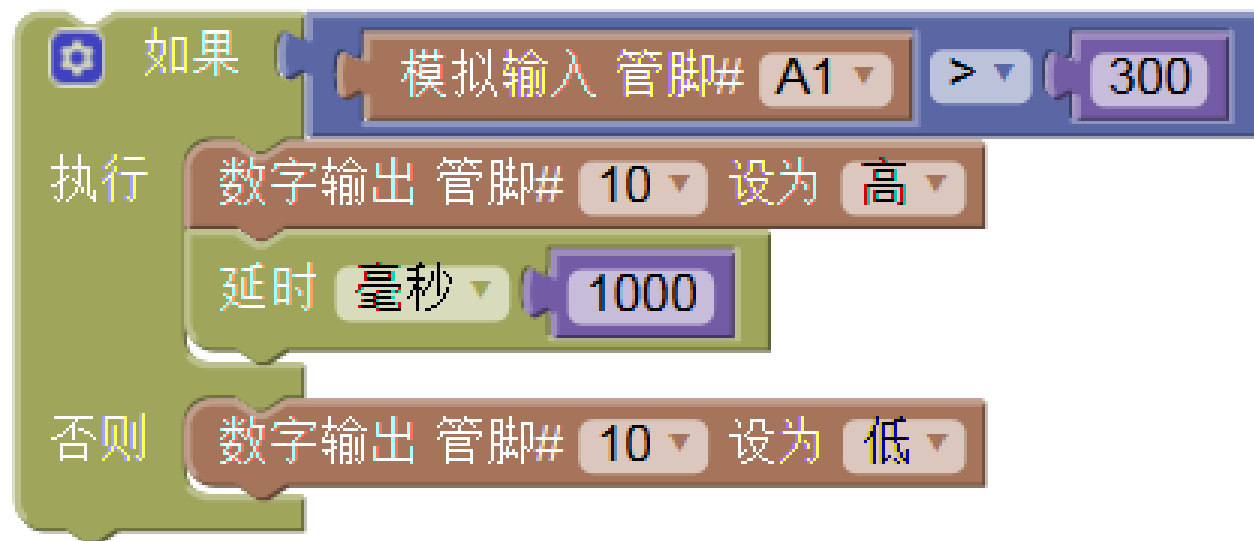 如果 模拟输入 管脚# A1 > 300
执行 数字输出 管脚# 10 设为 高
延时 毫秒 1000
否则 数字输出 管脚# 10 设为 低